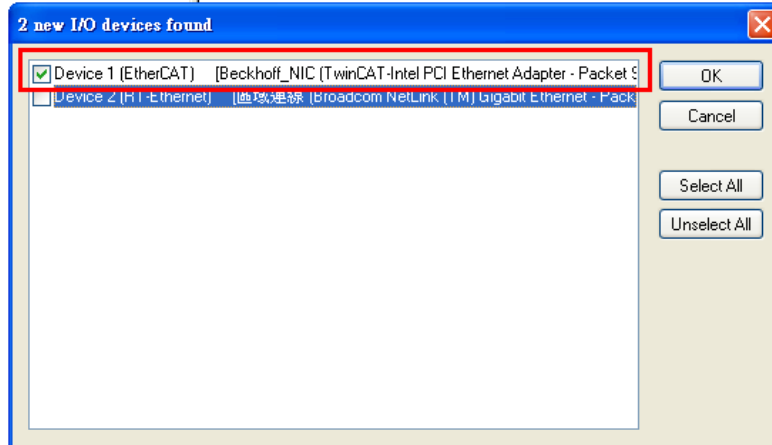 2 new I/O devices found
Device 1 (EtherCAT) [Beckhoff_NIC (TwinCAT-Intel PCI Ethernet Adapter - Packet S
OK
Device 2 (RT-Ethernet) [區域連線 (Broadcom NetLink (TM) Gigabit Ethernet - Pack
Cancel
Select All
Unselect All